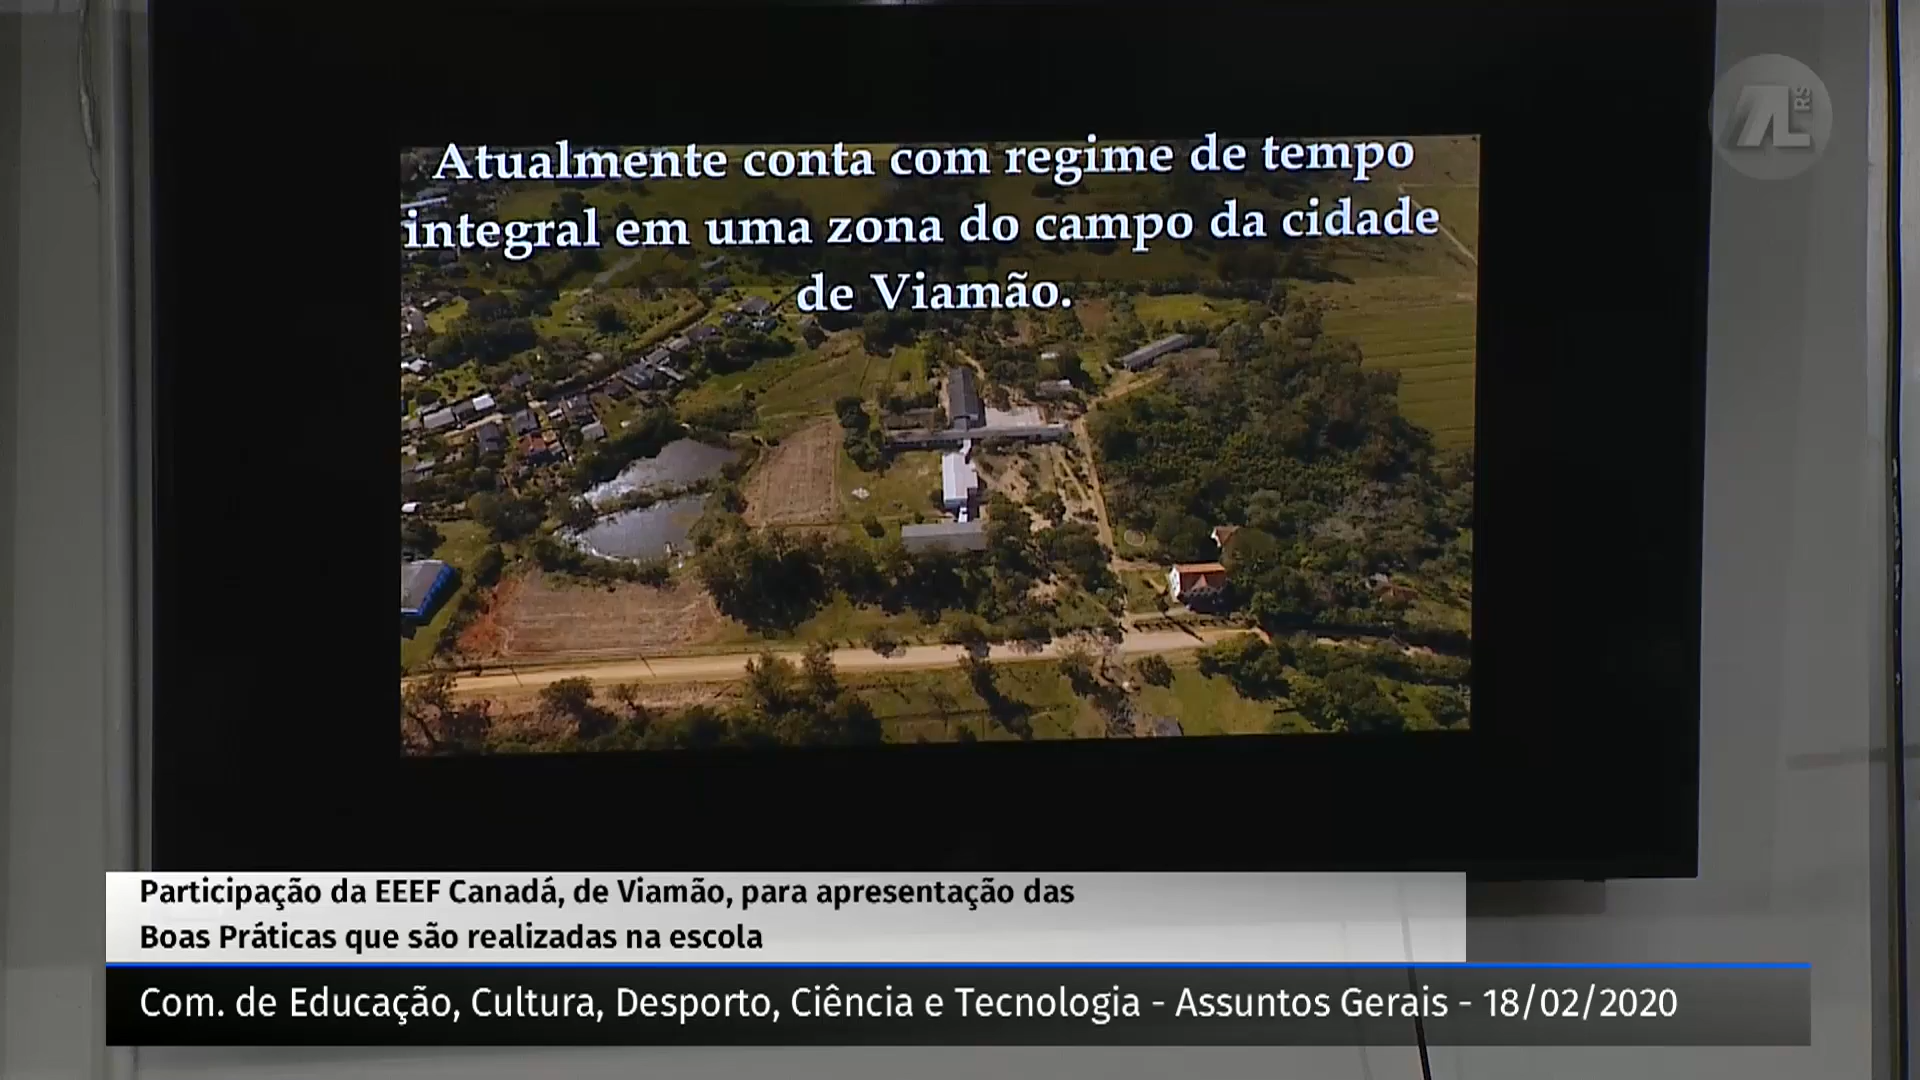 Atualmente conta com regime de tempo
integral em uma zona do campo da cidade
de Viamão.
AL
RS
Participação da EEEF Canadá, de Viamão, para apresentação das
Boas Práticas que são realizadas na escola
Com. de Educação, Cultura, Desporto, Ciência e Tecnologia - Assuntos Gerais - 18/02/2020